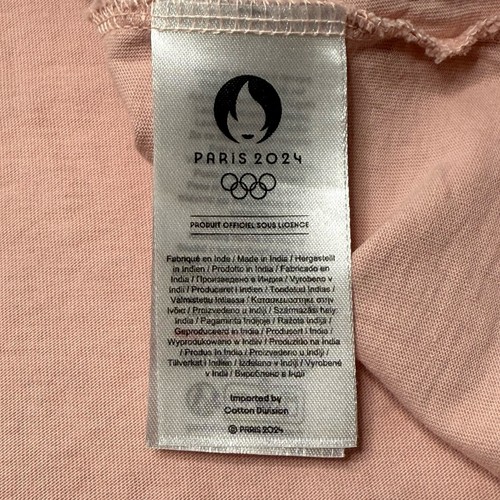 PARIS 2024
PRODUIT OFFICIEL SOUS LICENCE
Fabriqué en Inde / Made in India / Hergestellt
in Indien / Prodotto in India / Fabricado en
India / Произведено в Индия / Vyrobeno v
Indii / Produceret i Indien / Toodetud Indias /
Valmistettu Intiassa / Κατασκευάστηκε στην
Ινδία / Proizvedeno u Indiji / Származási hely:
India / Pagaminta Indijoje / Ražots Indijā /
Geproduceerd in India / Produsert i India /
Wyprodukowano w Indiach / Produzido na Índia
/ Produs în India / Proizvedeno u Indiji /
Tillverkat i Indien / Izdelano v Indiji / Vyrobené
v Indii / Вироблено в Індії
Imported by
Cotton Division
© PARIS 2024